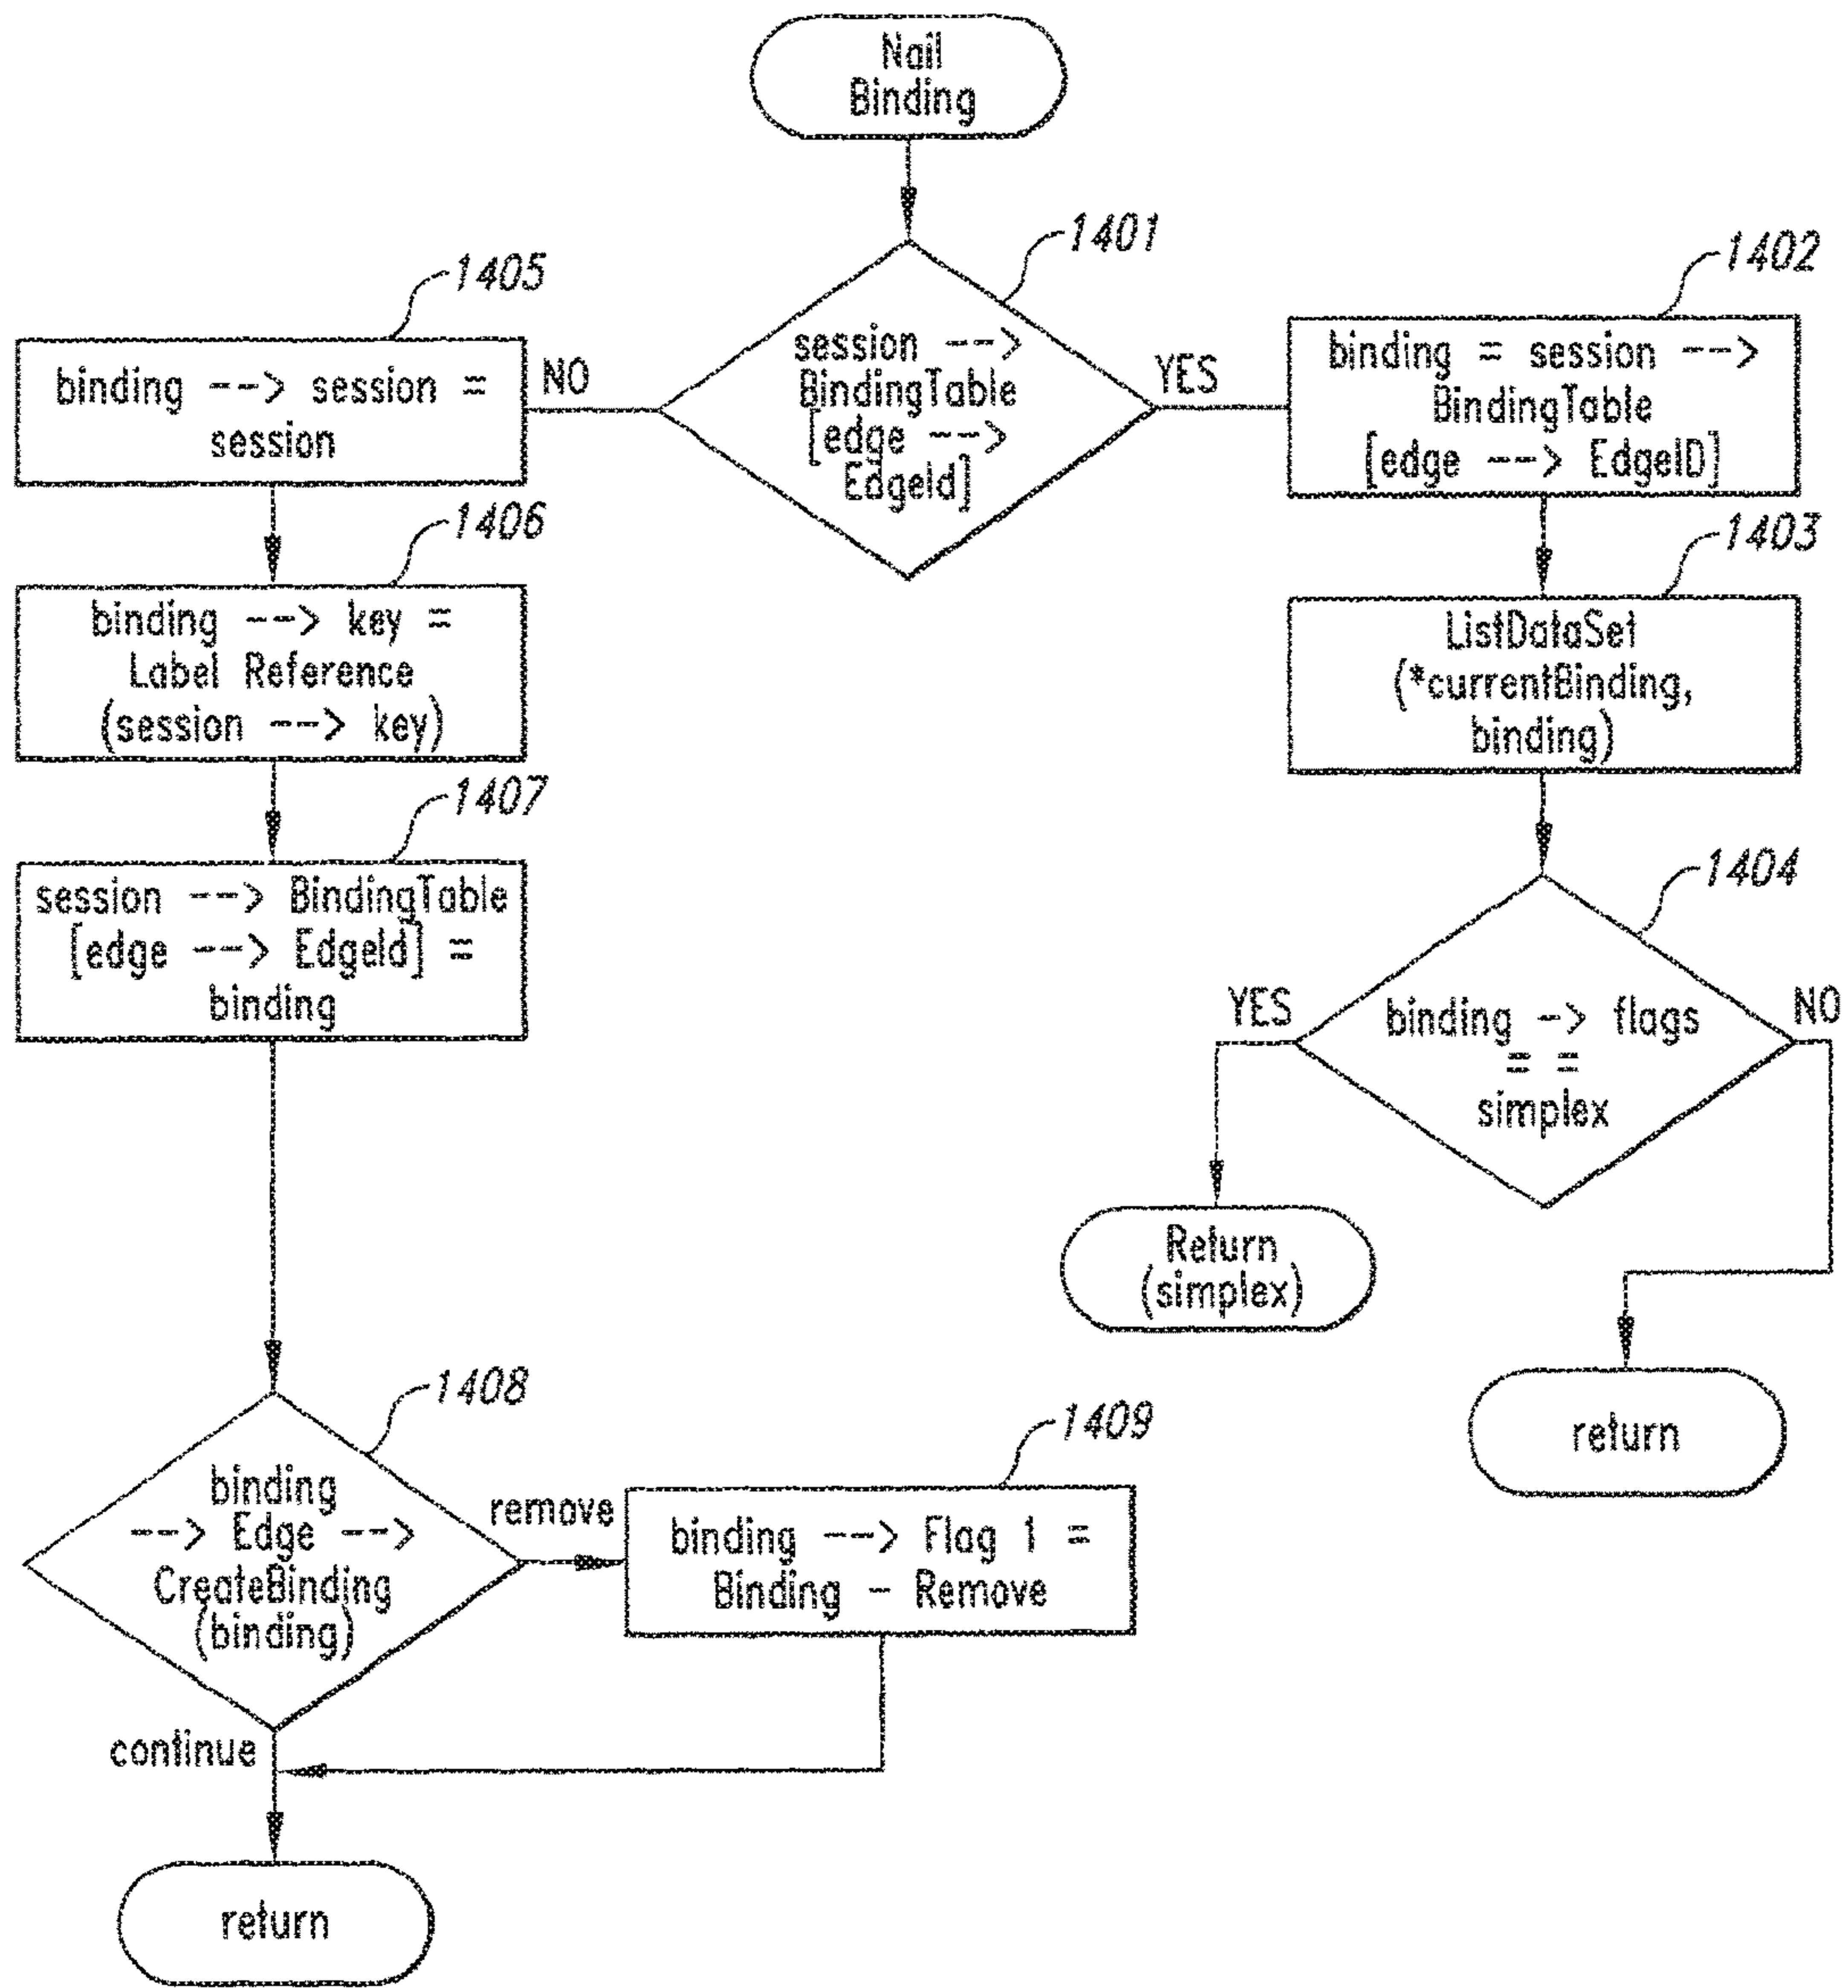 Nail
Binding
1401
session -->
BindingTable
[edge -->
EdgeId]
NO
YES
1405
binding --> session =
session
1406
binding --> key =
Label Reference
(session --> key)
1407
session --> BindingTable
[edge --> EdgeId] =
binding
1408
binding
--> Edge -->
CreateBinding
(binding)
remove
1409
binding --> Flag 1 =
Binding - Remove
continue
return
1402
binding = session -->
BindingTable
[edge --> EdgeID]
1403
ListDataSet
(*currentBinding,
binding)
1404
binding -> flags
= =
simplex
YES
NO
Return
(simplex)
return